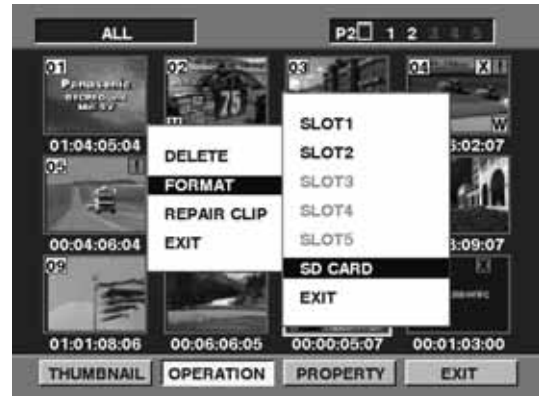 ALL
P2 1 2 3 4 5
01
Panasonic
02
75
W
03
04 X !
W
01:04:05:04
:02:07
05 !
00:04:06:04
:09:07
09
X
01:01:08:06
00:06:06:05
00:00:05:07
00:01:03:00
DELETE
FORMAT
REPAIR CLIP
EXIT
SLOT1
SLOT2
SLOT3
SLOT4
SLOT5
SD CARD
EXIT
THUMBNAIL
OPERATION
PROPERTY
EXIT